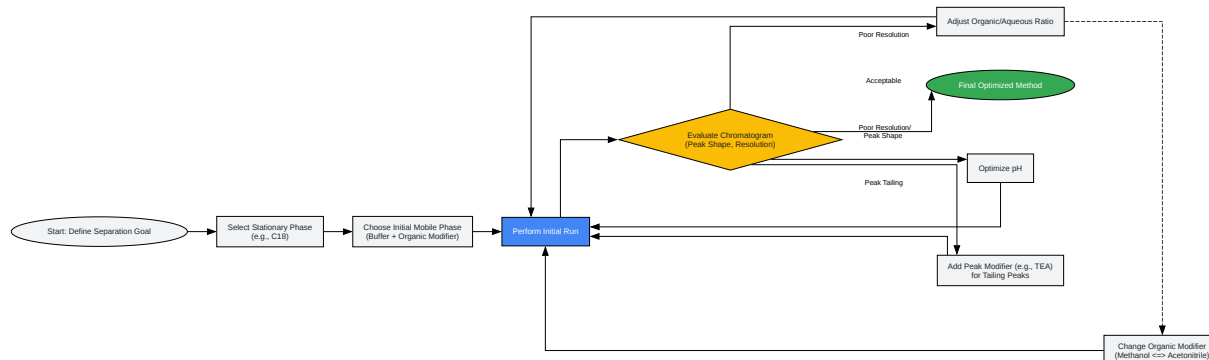 Adjust Organic/Aqueous Ratio
Poor Resolution
Acceptable
Final Optimized Method
Poor Resolution/
Peak Shape
Evaluate Chromatogram
(Peak Shape, Resolution)
Optimize pH
Peak Tailing
Start: Define Separation Goal
Select Stationary Phase
(e.g., C18)
Choose Initial Mobile Phase
(Buffer + Organic Modifier)
Perform Initial Run
Add Peak Modifier (e.g., TEA)
for Tailing Peaks
Change Organic Modifier
(Methanol <=> Acetonitrile)